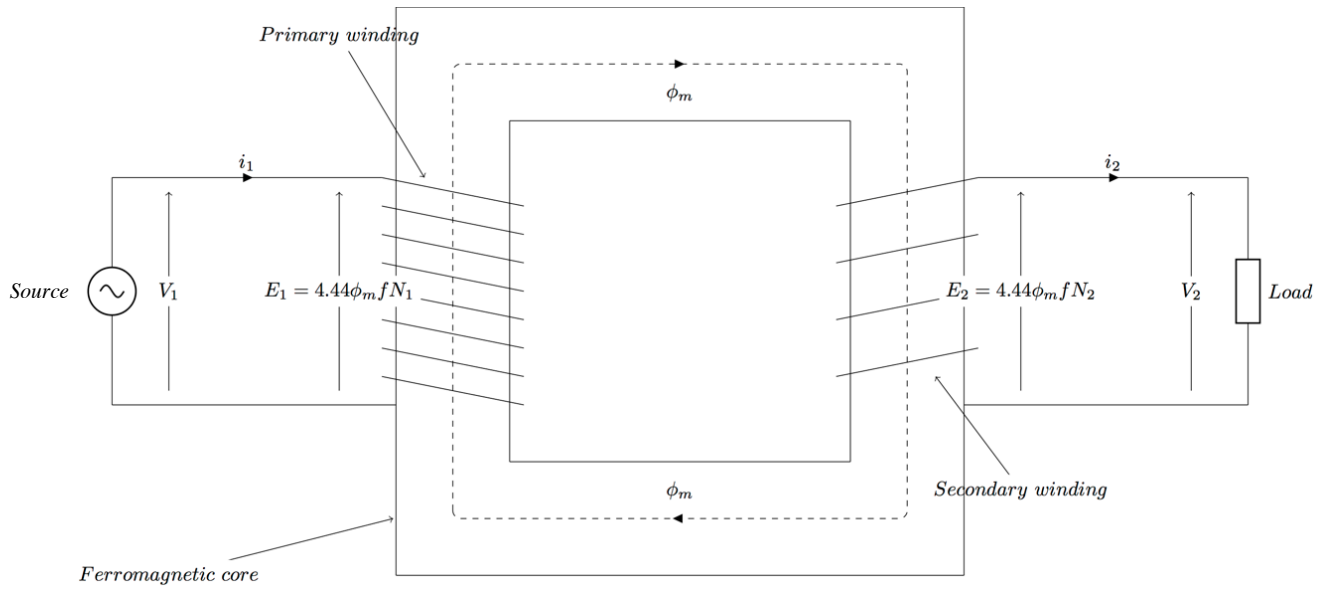 Primary winding
ϕₘ
i₁
i₂
Source
V₁
E₁ = 4.44ϕₘfN₁
E₂ = 4.44ϕₘfN₂
V₂
Load
ϕₘ
Secondary winding
Ferromagnetic core